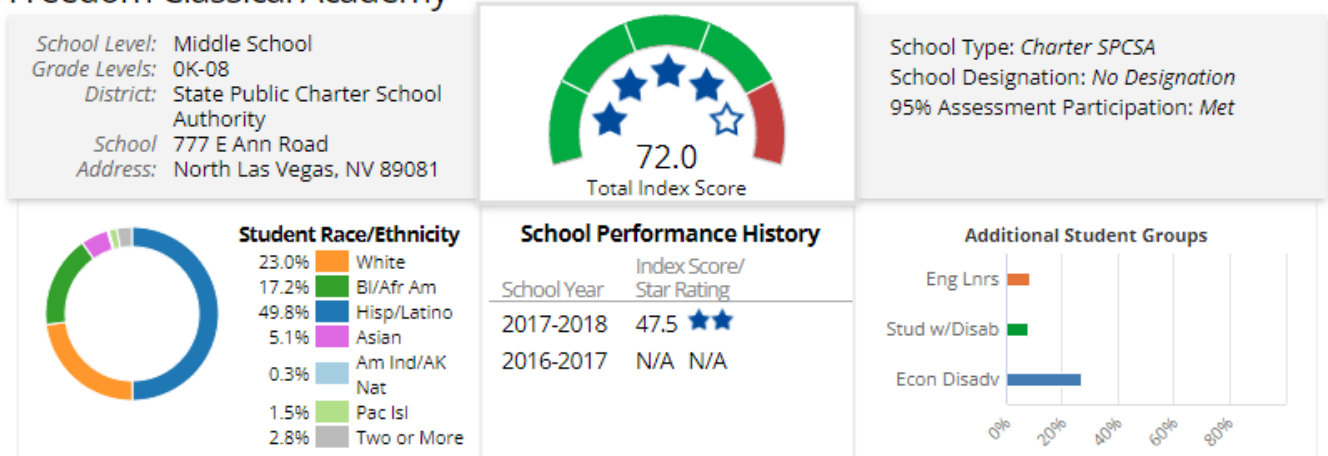 Freedom Classical Academy
School Level: Middle School
Grade Levels: 0K-08
District: State Public Charter School
Authority
School 777 E Ann Road
Address: North Las Vegas, NV 89081
72.0
Total Index Score
School Type: Charter SPCSA
School Designation: No Designation
95% Assessment Participation: Met
Student Race/Ethnicity
23.0% White
17.2% Bl/Afr Am
49.8% Hisp/Latino
5.1% Asian
0.3% Am Ind/AK
Nat
1.5% Pac Isl
2.8% Two or More
School Performance History
Index Score/
School Year Star Rating
2017-2018 47.5
2016-2017 N/A N/A
Additional Student Groups
Eng Lnrs
Stud w/Disab
Econ Disadv
0% 20% 40% 60% 80%